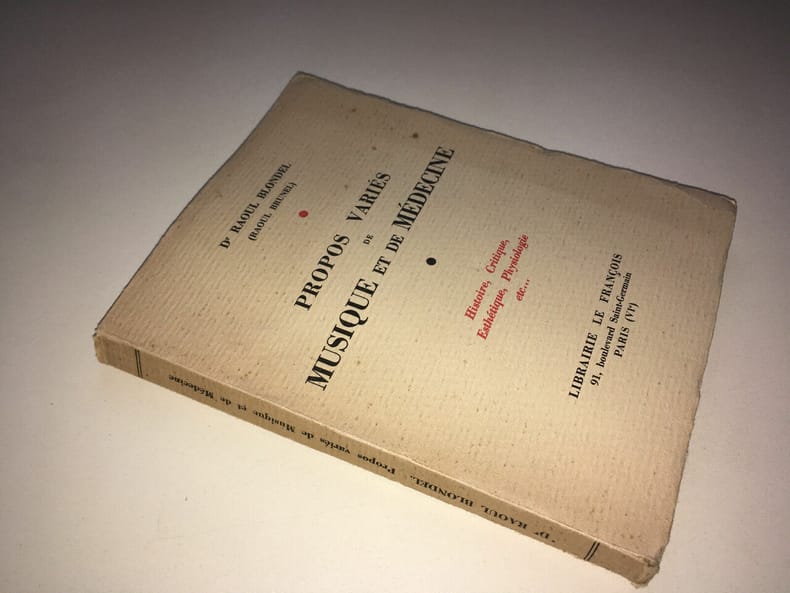 Dr RAOUL BLONDEL
(RAOUL BRUNEL)
PROPOS VARIÉS
DE
MUSIQUE ET DE MÉDECINE
Histoire, Critique,
Esthétique, Physiologie
etc...
LIBRAIRIE LE FRANÇOIS
91, boulevard Saint-Germain
PARIS (VIe)
Dr RAOUL BLONDEL. Propos variés de Musique et de Médecine